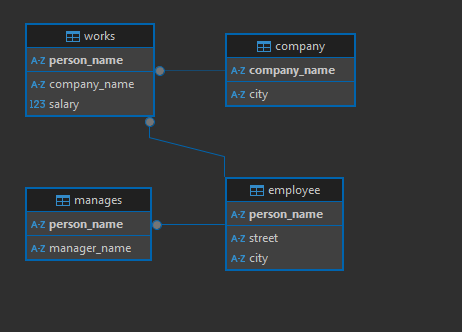 works
A-Z person_name
A-Z company_name
123 salary
company
A-Z company_name
A-Z city
manages
A-Z person_name
A-Z manager_name
employee
A-Z person_name
A-Z street
A-Z city